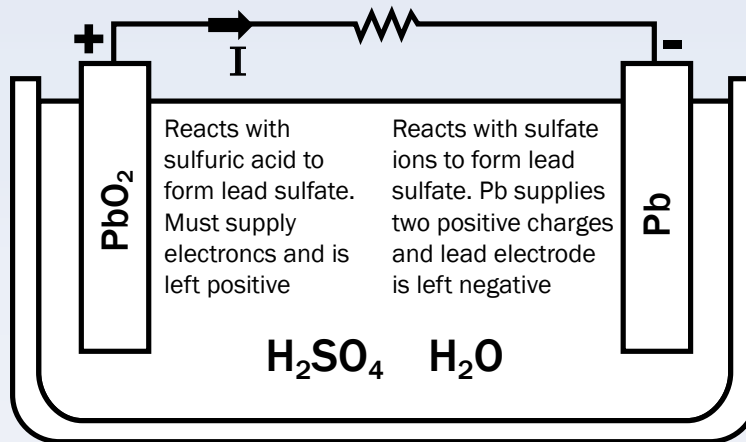 +
-
I
PbO₂
Reacts with
sulfuric acid to
form lead sulfate.
Must supply
electroncs and is
left positive
Reacts with sulfate
ions to form lead
sulfate. Pb supplies
two positive charges
and lead electrode
is left negative
Pb
H₂SO₄ H₂O